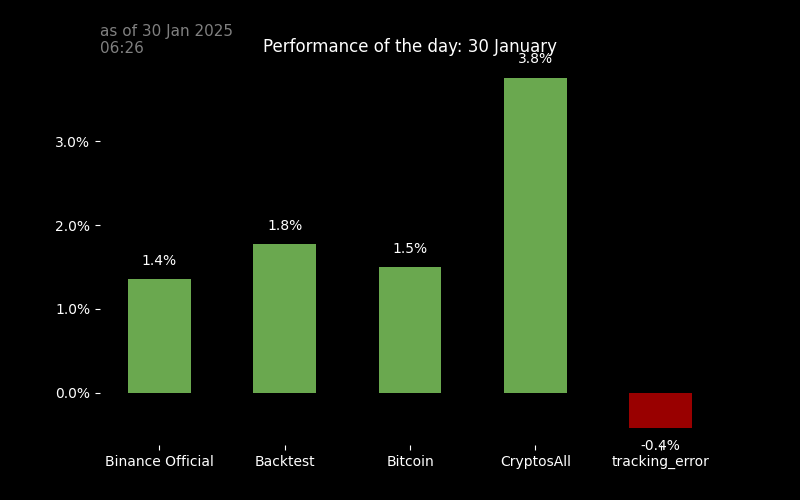 as of 30 Jan 2025
06:26
Performance of the day: 30 January
3.8%
3.0%
2.0%
1.8%
1.5%
1.4%
1.0%
0.0%
-0.4%
Binance Official
Backtest
Bitcoin
CryptosAll
tracking_error